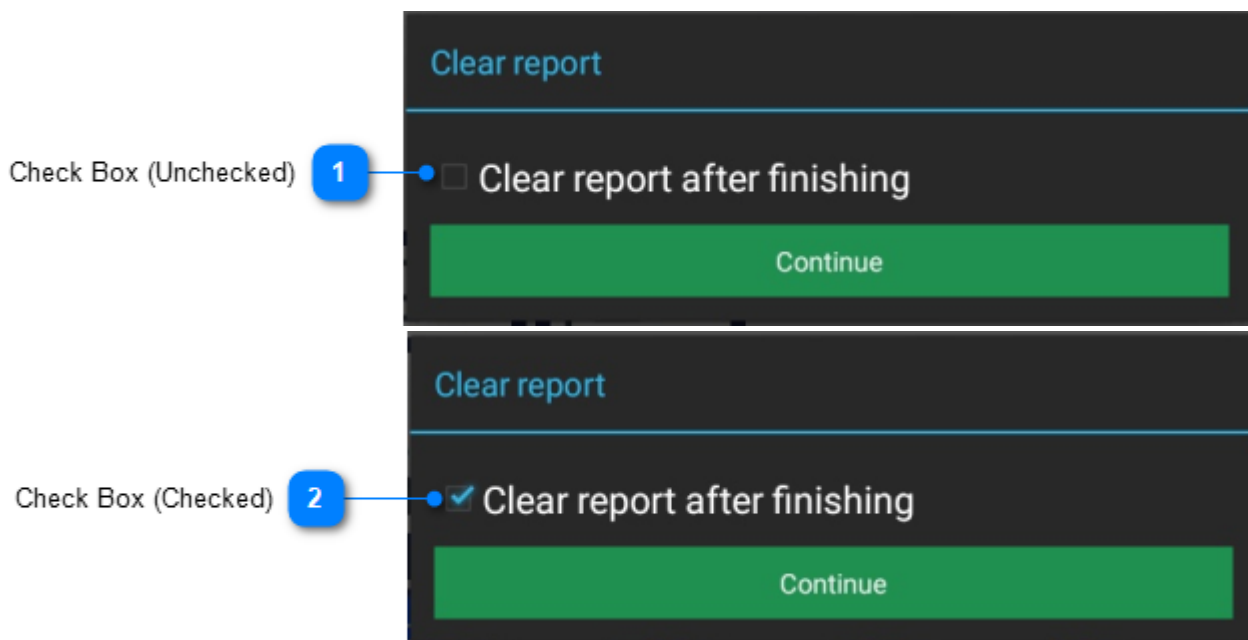 Clear report
Check Box (Unchecked) 1 Clear report after finishing
Continue
Clear report
Check Box (Checked) 2 Clear report after finishing
Continue